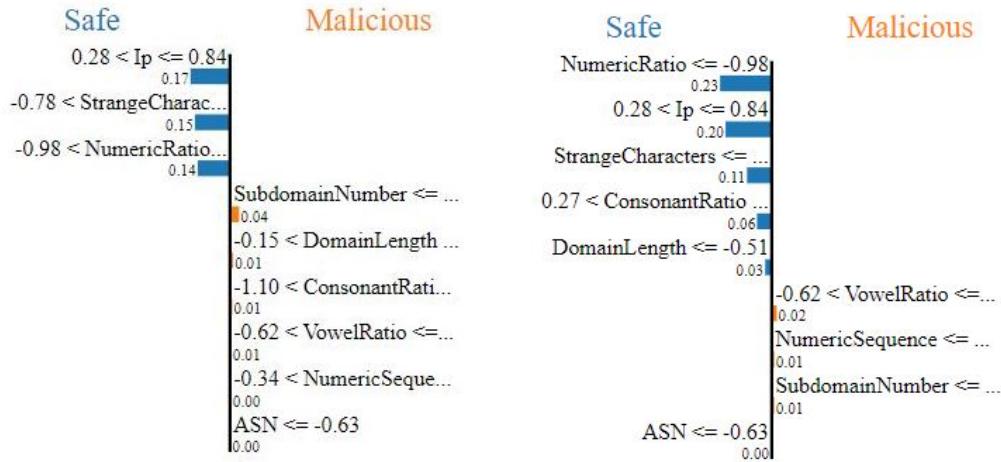 Safe
Malicious
0.28 < Ip <= 0.84
0.17
-0.78 < StrangeCharac...
0.15
-0.98 < NumericRatio...
0.14
SubdomainNumber <= ...
0.04
-0.15 < DomainLength ...
0.01
-1.10 < ConsonantRati...
0.01
-0.62 < VowelRatio <=...
0.01
-0.34 < NumericSeque...
0.00
ASN <= -0.63
0.00
Safe
Malicious
NumericRatio <= -0.98
0.23
0.28 < Ip <= 0.84
0.20
StrangeCharacters <= ...
0.11
0.27 < ConsonantRatio ...
0.06
DomainLength <= -0.51
0.03
-0.62 < VowelRatio <=...
0.02
NumericSequence <= ...
0.01
SubdomainNumber <= ...
0.01
ASN <= -0.63
0.00